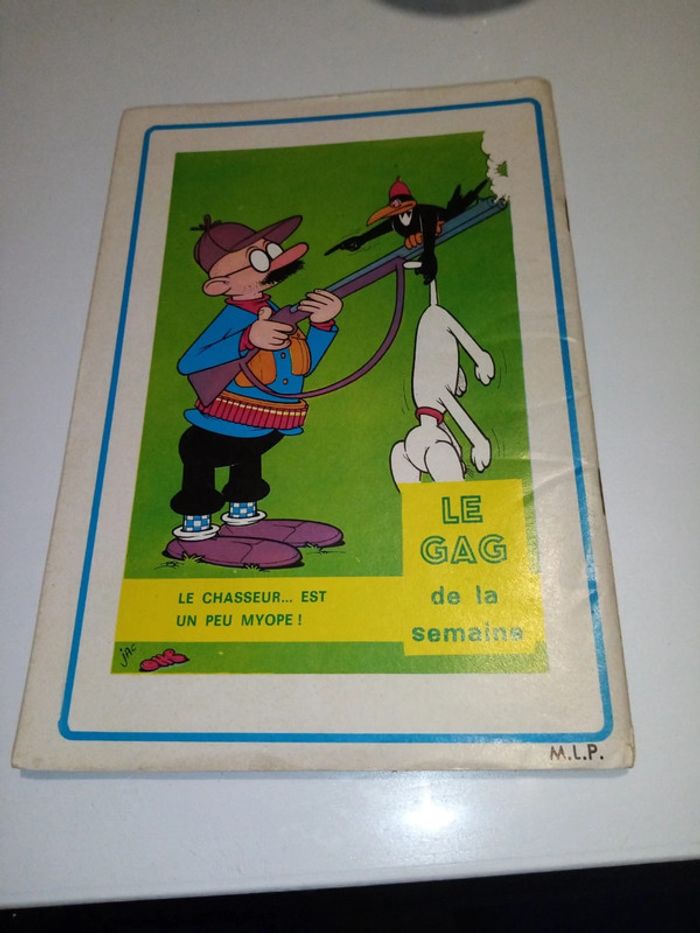 LE
GAG
de la
semaine
LE CHASSEUR... EST
UN PEU MYOPE !
JAC
M.L.P.